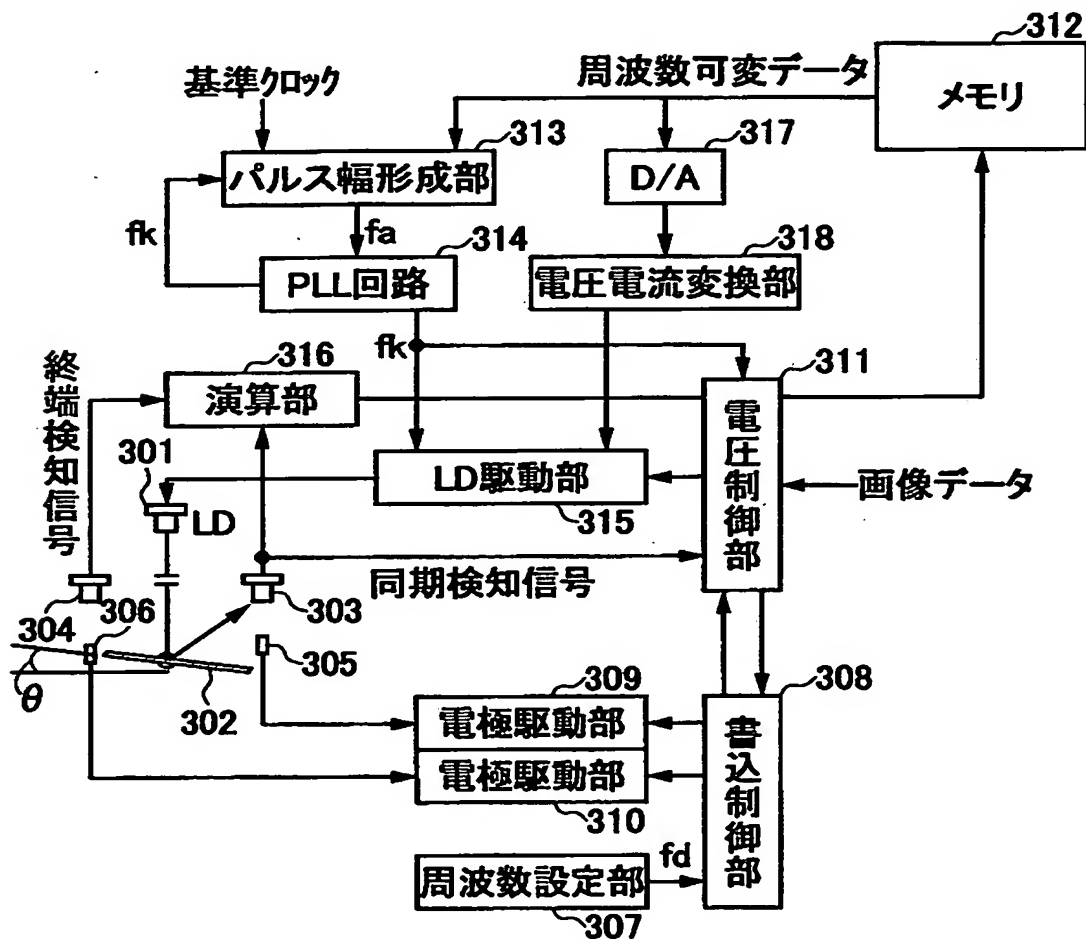 312
メモリ
周波数可変データ
基準クロック
313
パルス幅形成部
317
D/A
fk
fa
314
PLL回路
318
電圧電流変換部
fk
終端検知信号
316
演算部
311
電圧制御部
301
LD
LD駆動部
315
画像データ
同期検知信号
303
304
306
305
θ
302
309
電極駆動部
308
書込制御部
電極駆動部
310
fd
周波数設定部
307